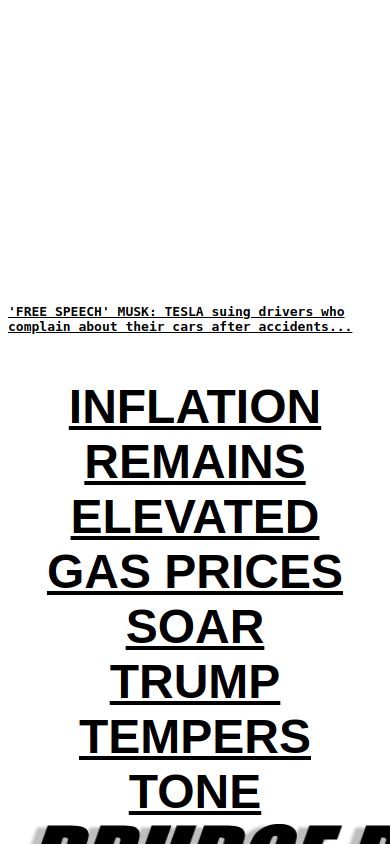 'FREE SPEECH' MUSK: TESLA suing drivers who
complain about their cars after accidents...
INFLATION
REMAINS
ELEVATED
GAS PRICES
SOAR
TRUMP
TEMPERS
TONE